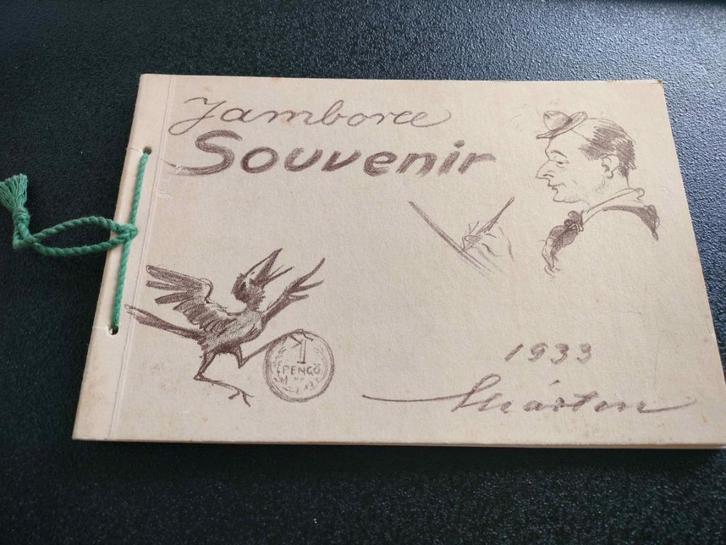 Jamboree
Souvenir
1
PENGŐ
1933
Márton